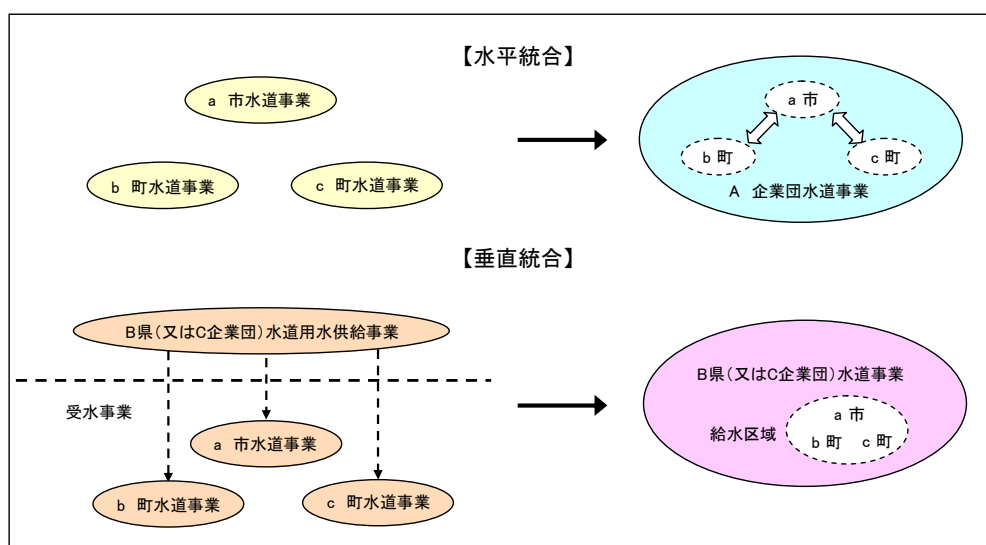 【水平統合】
a 市水道事業
b 町水道事業
c 町水道事業
a 市
b 町
c 町
A 企業団水道事業
【垂直統合】
B県(又はC企業団)水道用水供給事業
受水事業
a 市水道事業
b 町水道事業
c 町水道事業
B県(又はC企業団)水道事業
給水区域
a 市
b 町 c 町